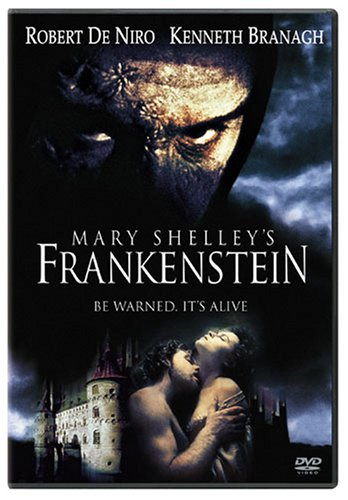 ROBERT DE NIRO KENNETH BRANAGH
MARY SHELLEY'S
FRANKENSTEIN
BE WARNED. IT'S ALIVE
DVD
VIDEO